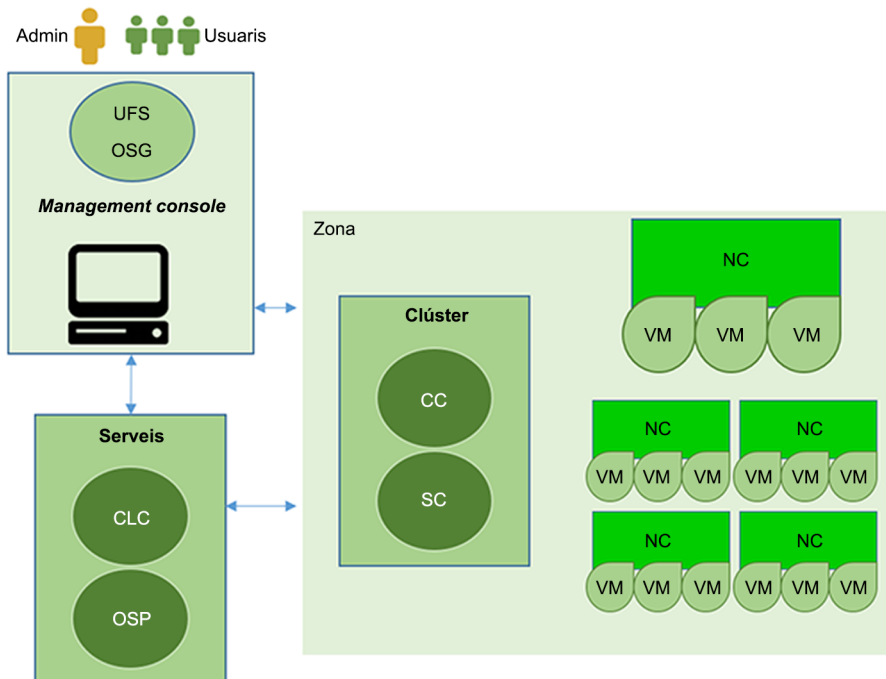 Admin
Usuaris
UFS
OSG
Management console
Zona
Clúster
CC
SC
NC
VM VM VM
NC NC
VM VM VM VM VM VM
NC NC
VM VM VM VM VM VM
Serveis
CLC
OSP